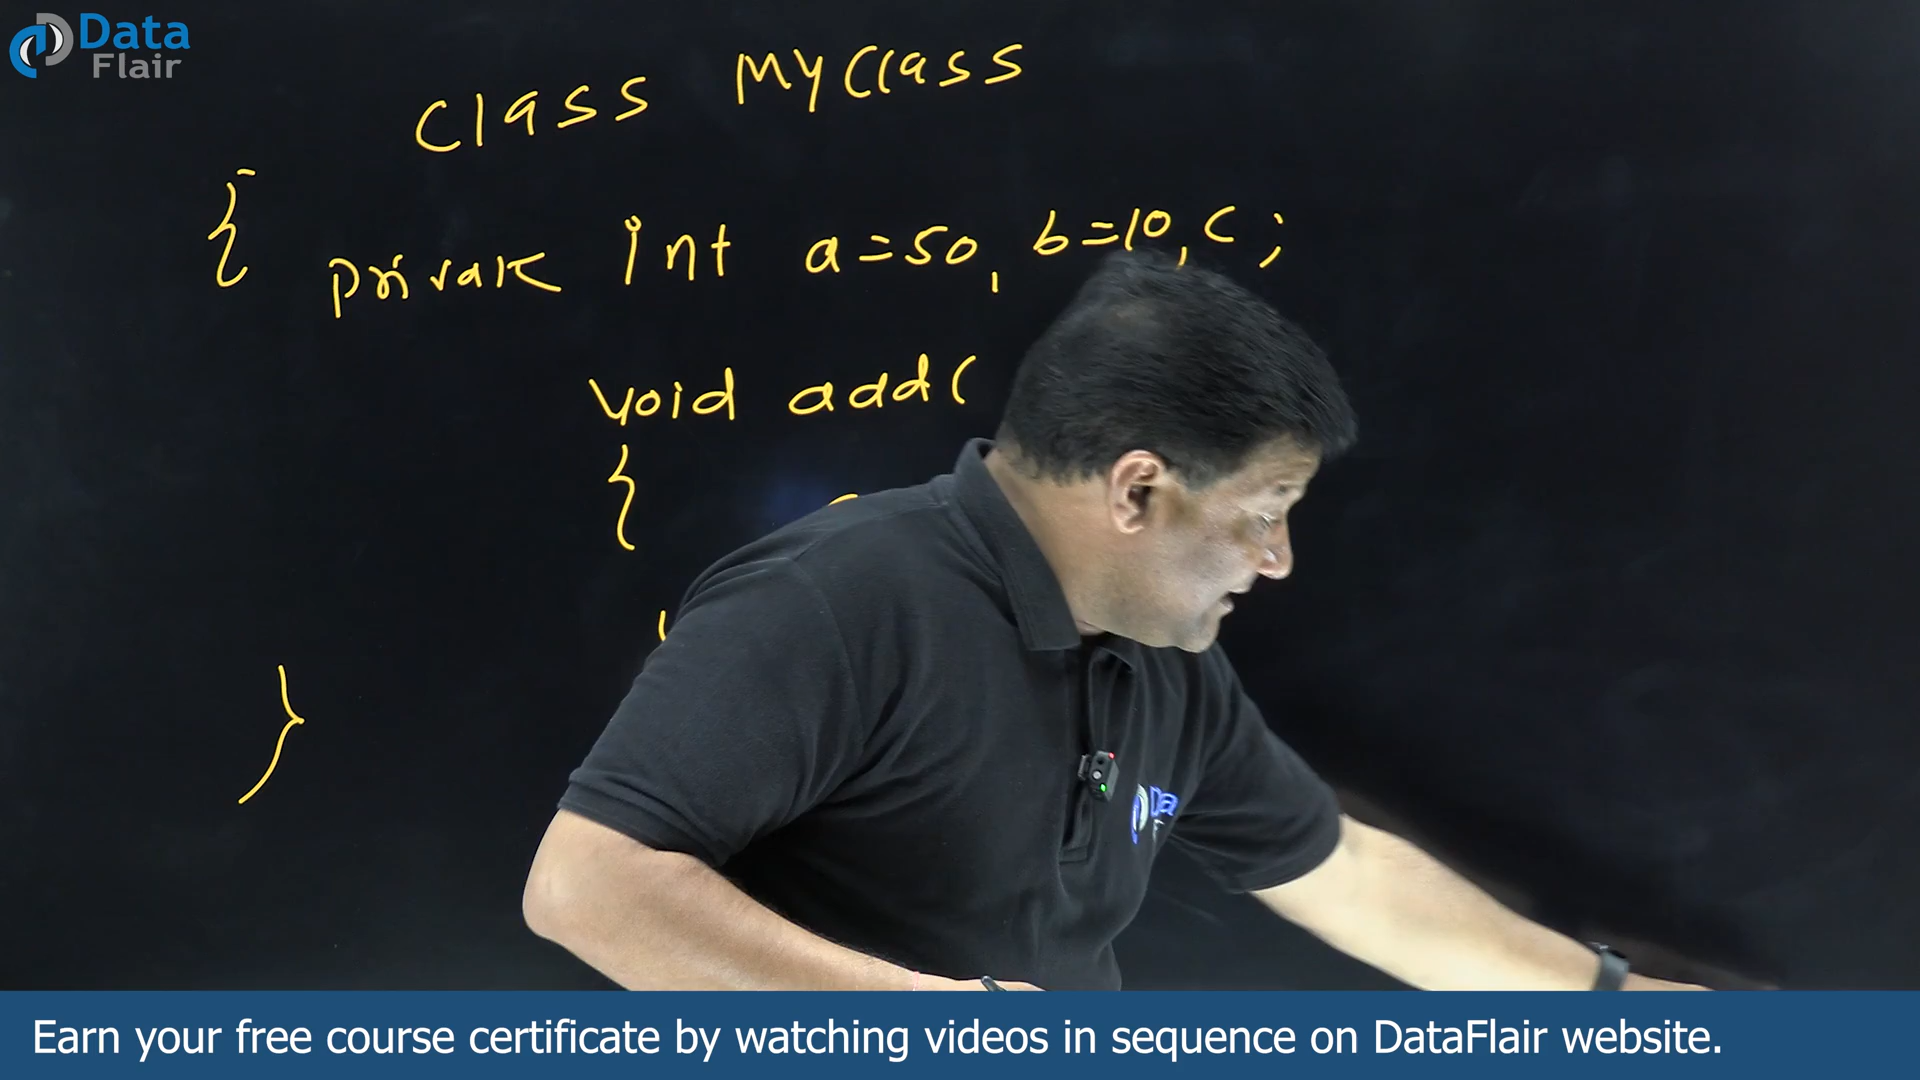 Data
Flair
class MyClass
{
private int a=50, b=10, c;
void add(
{
}
Earn your free course certificate by watching videos in sequence on DataFlair website.